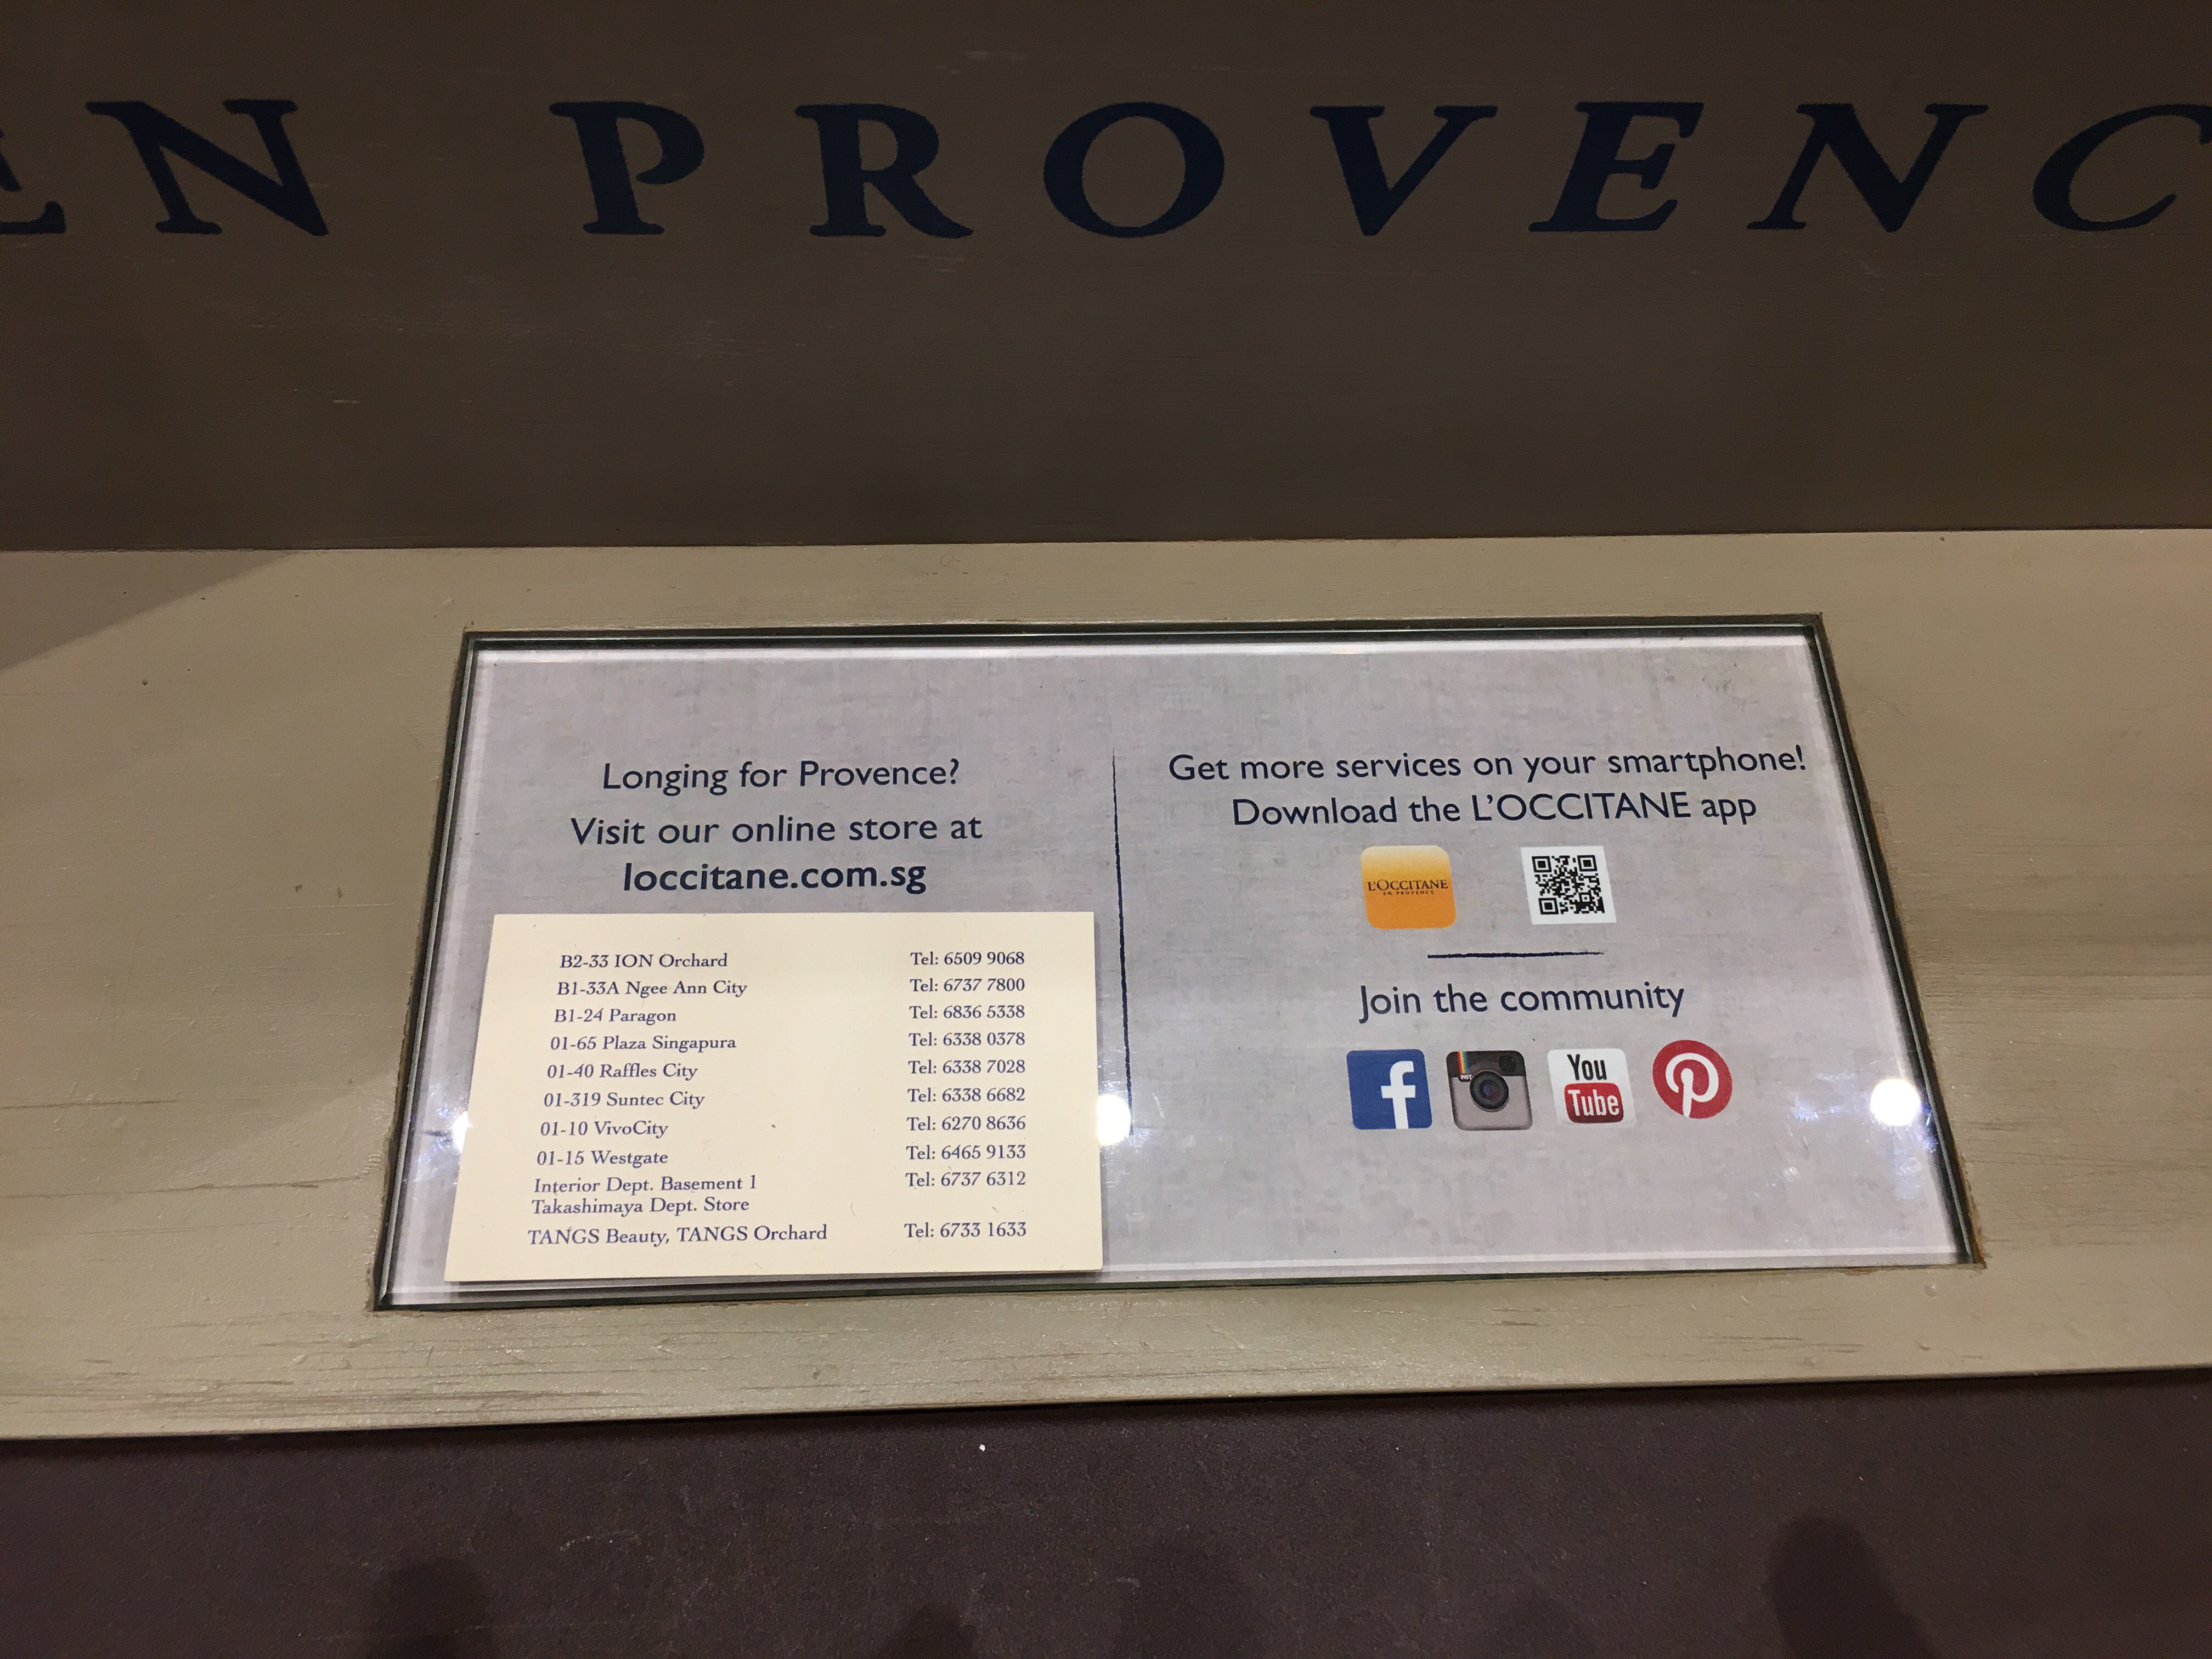 EN PROVENC
Longing for Provence?
Visit our online store at
loccitane.com.sg
B2-33 ION Orchard Tel: 6509 9068
B1-33A Ngee Ann City Tel: 6737 7800
B1-24 Paragon Tel: 6836 5338
01-65 Plaza Singapura Tel: 6338 0378
01-40 Raffles City Tel: 6338 7028
01-319 Suntec City Tel: 6338 6682
01-10 VivoCity Tel: 6270 8636
01-15 Westgate Tel: 6465 9133
Interior Dept. Basement 1 Tel: 6737 6312
Takashimaya Dept. Store
TANGS Beauty, TANGS Orchard Tel: 6733 1633
Get more services on your smartphone!
Download the L'OCCITANE app
L'OCCITANE
EN PROVENCE
Join the community
f
INST
You
Tube